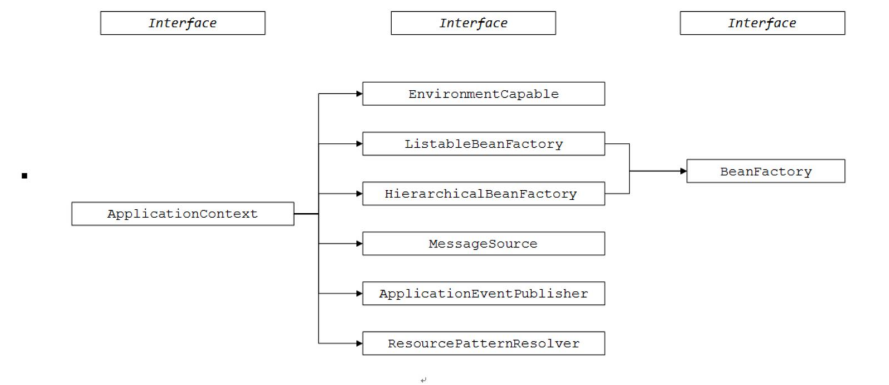 Interface Interface Interface
EnvironmentCapable
ListableBeanFactory
BeanFactory
HierarchicalBeanFactory
ApplicationContext
MessageSource
ApplicationEventPublisher
ResourcePatternResolver